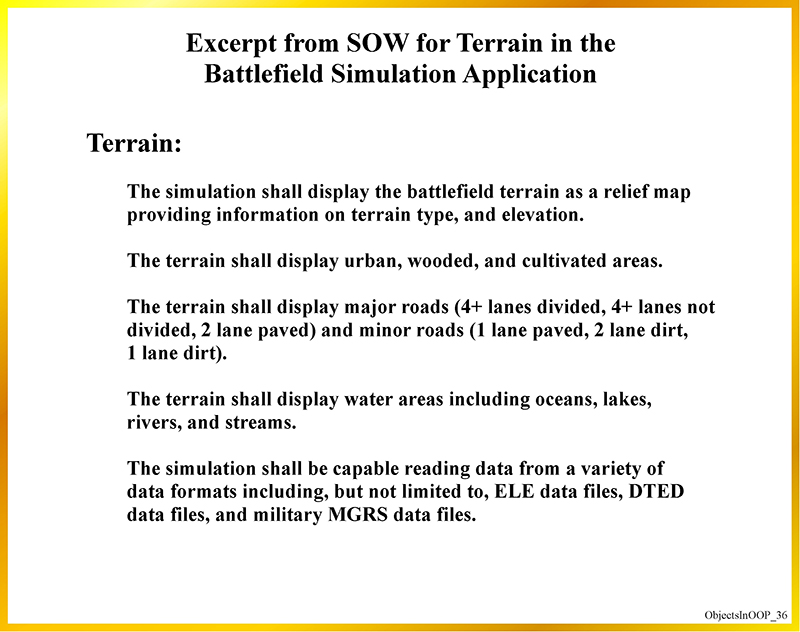 Excerpt from SOW for Terrain in the
Battlefield Simulation Application
Terrain:
The simulation shall display the battlefield terrain as a relief map
providing information on terrain type, and elevation.
The terrain shall display urban, wooded, and cultivated areas.
The terrain shall display major roads (4+ lanes divided, 4+ lanes not
divided, 2 lane paved) and minor roads (1 lane paved, 2 lane dirt,
1 lane dirt).
The terrain shall display water areas including oceans, lakes,
rivers, and streams.
The simulation shall be capable reading data from a variety of
data formats including, but not limited to, ELE data files, DTED
data files, and military MGRS data files.
ObjectsInOOP_36